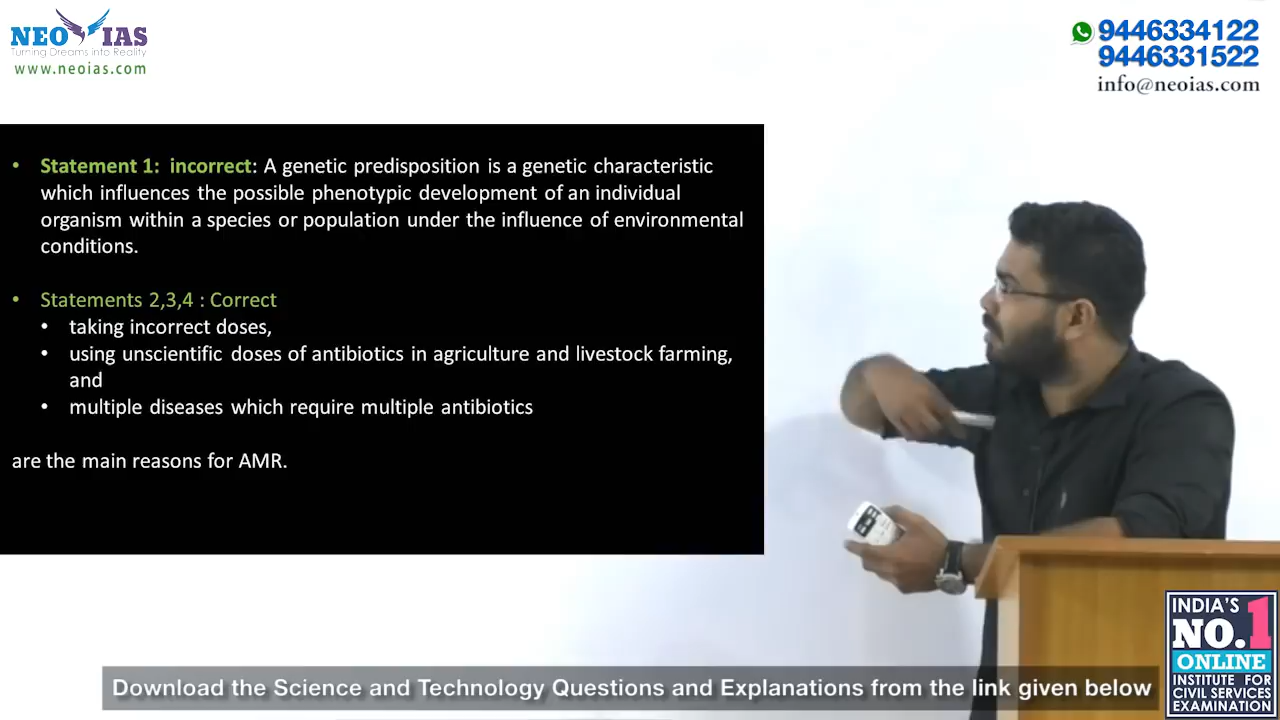 NEO IAS
Turning Dreams into Reality
www.neoias.com
9446334122
9446331522
info@neoias.com
• Statement 1: incorrect: A genetic predisposition is a genetic characteristic
which influences the possible phenotypic development of an individual
organism within a species or population under the influence of environmental
conditions.
• Statements 2,3,4 : Correct
• taking incorrect doses,
• using unscientific doses of antibiotics in agriculture and livestock farming,
and
• multiple diseases which require multiple antibiotics
are the main reasons for AMR.
INDIA'S
NO.1
ONLINE
INSTITUTE FOR
CIVIL SERVICES
EXAMINATION
Download the Science and Technology Questions and Explanations from the link given below